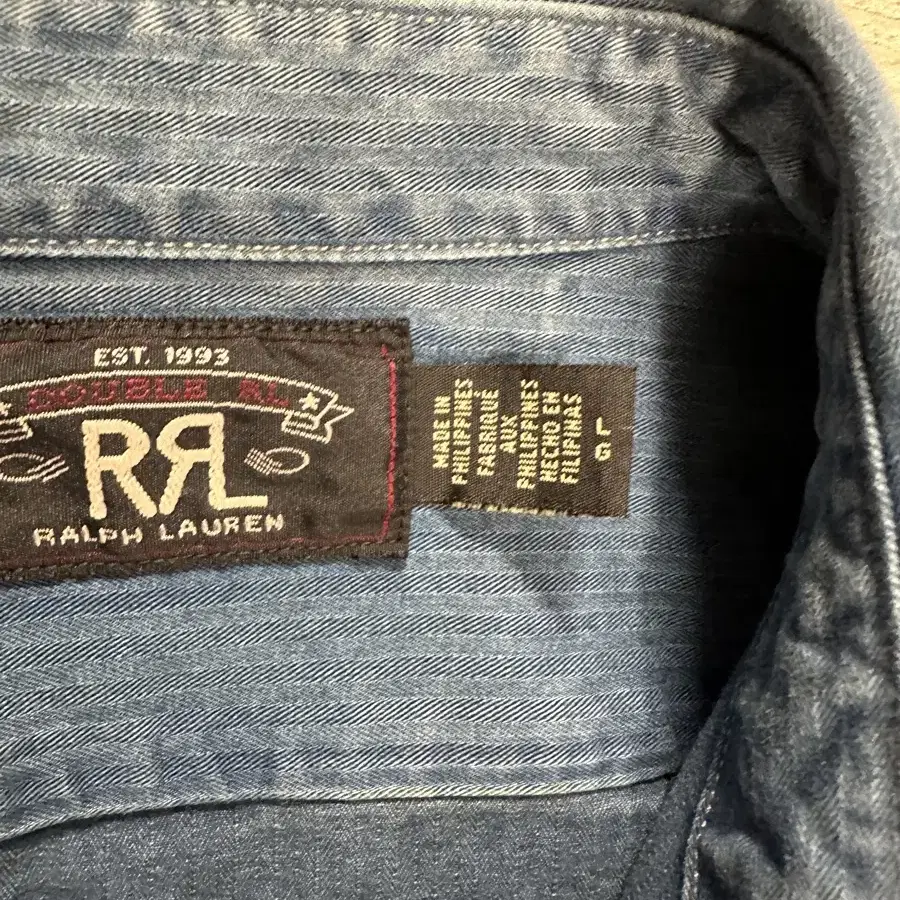 EST. 1993
DOUBLE RL
RRL
RALPH LAUREN
MADE IN
PHILIPPINES
FABRIQUÉ
AUX
PHILIPPINES
HECHO EN
FILIPINAS
L
G